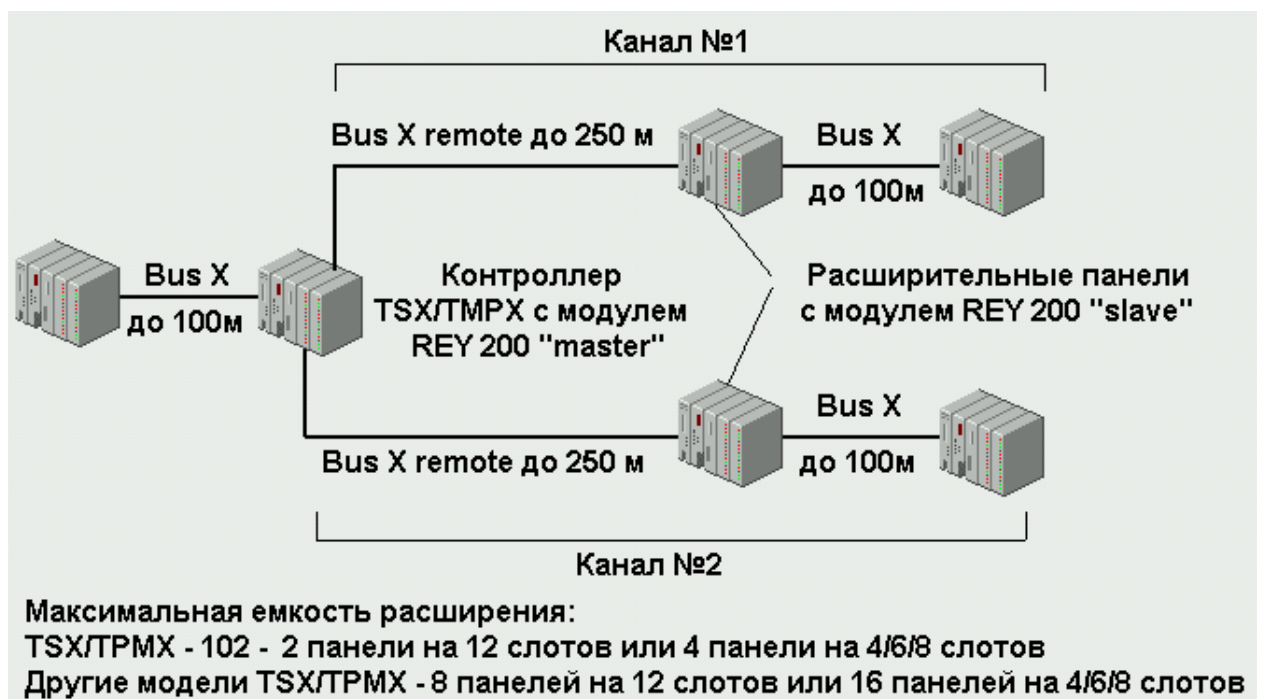 Канал №1
Bus X remote до 250 м
Bus X
до 100м
Bus X
до 100м
Контроллер
TSX/TMPX с модулем
REY 200 "master"
Расширительные панели
с модулем REY 200 "slave"
Bus X remote до 250 м
Bus X
до 100м
Канал №2
Максимальная емкость расширения:
TSX/TPMX - 102 - 2 панели на 12 слотов или 4 панели на 4/6/8 слотов
Другие модели TSX/TPMX - 8 панелей на 12 слотов или 16 панелей на 4/6/8 слотов